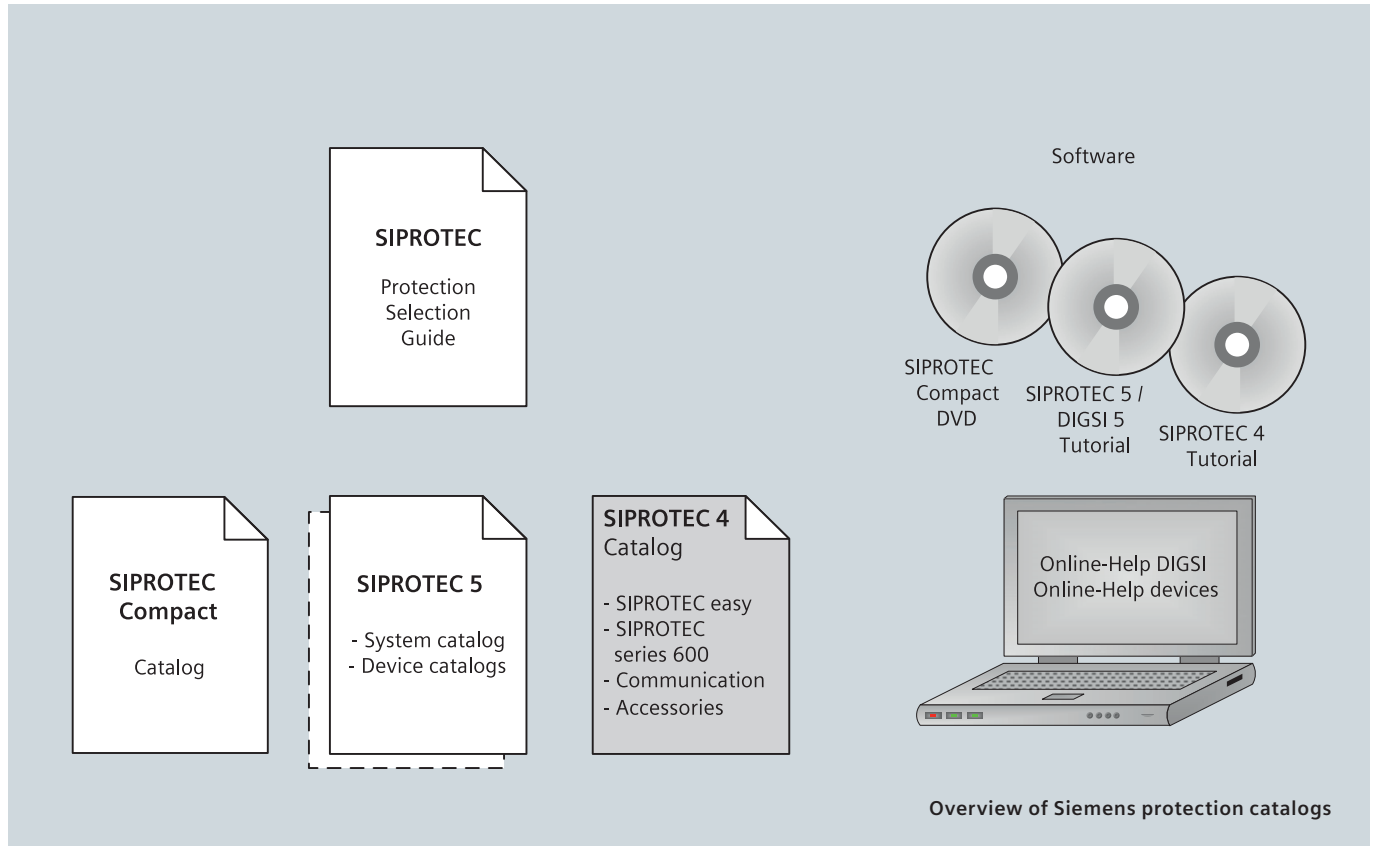 SIPROTEC
Protection
Selection
Guide
Software
SIPROTEC
Compact
DVD
SIPROTEC 5 /
DIGSI 5
Tutorial
SIPROTEC 4
Tutorial
SIPROTEC
Compact
Catalog
SIPROTEC 5
- System catalog
- Device catalogs
SIPROTEC 4
Catalog
- SIPROTEC easy
- SIPROTEC
series 600
- Communication
- Accessories
Online-Help DIGSI
Online-Help devices
Overview of Siemens protection catalogs